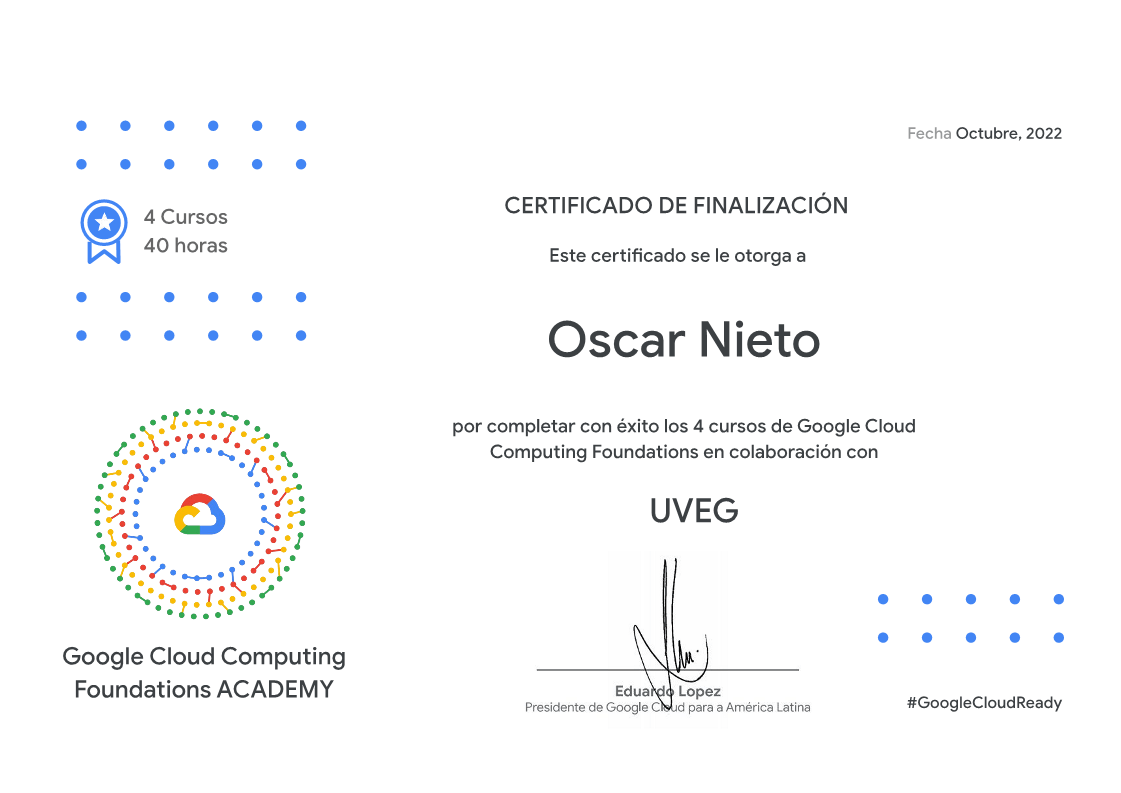 Fecha Octubre, 2022
4 Cursos
40 horas
CERTIFICADO DE FINALIZACIÓN
Este certificado se le otorga a
Oscar Nieto
por completar con éxito los 4 cursos de Google Cloud
Computing Foundations en colaboración con
UVEG
Google Cloud Computing
Foundations ACADEMY
Eduardo Lopez
Presidente de Google Cloud para a América Latina
#GoogleCloudReady